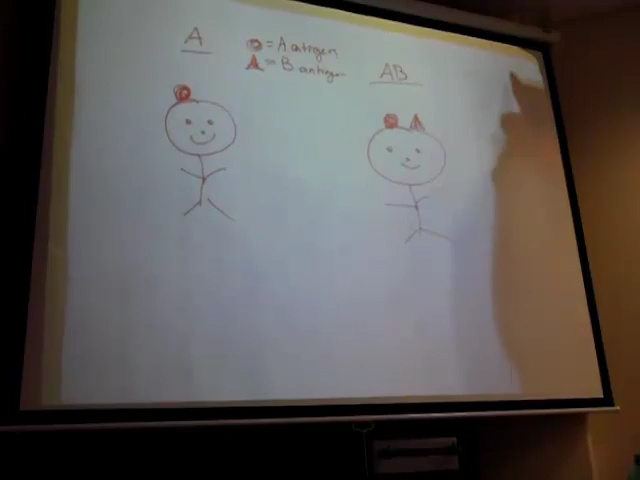 A
= A antigen
= B antigen
AB